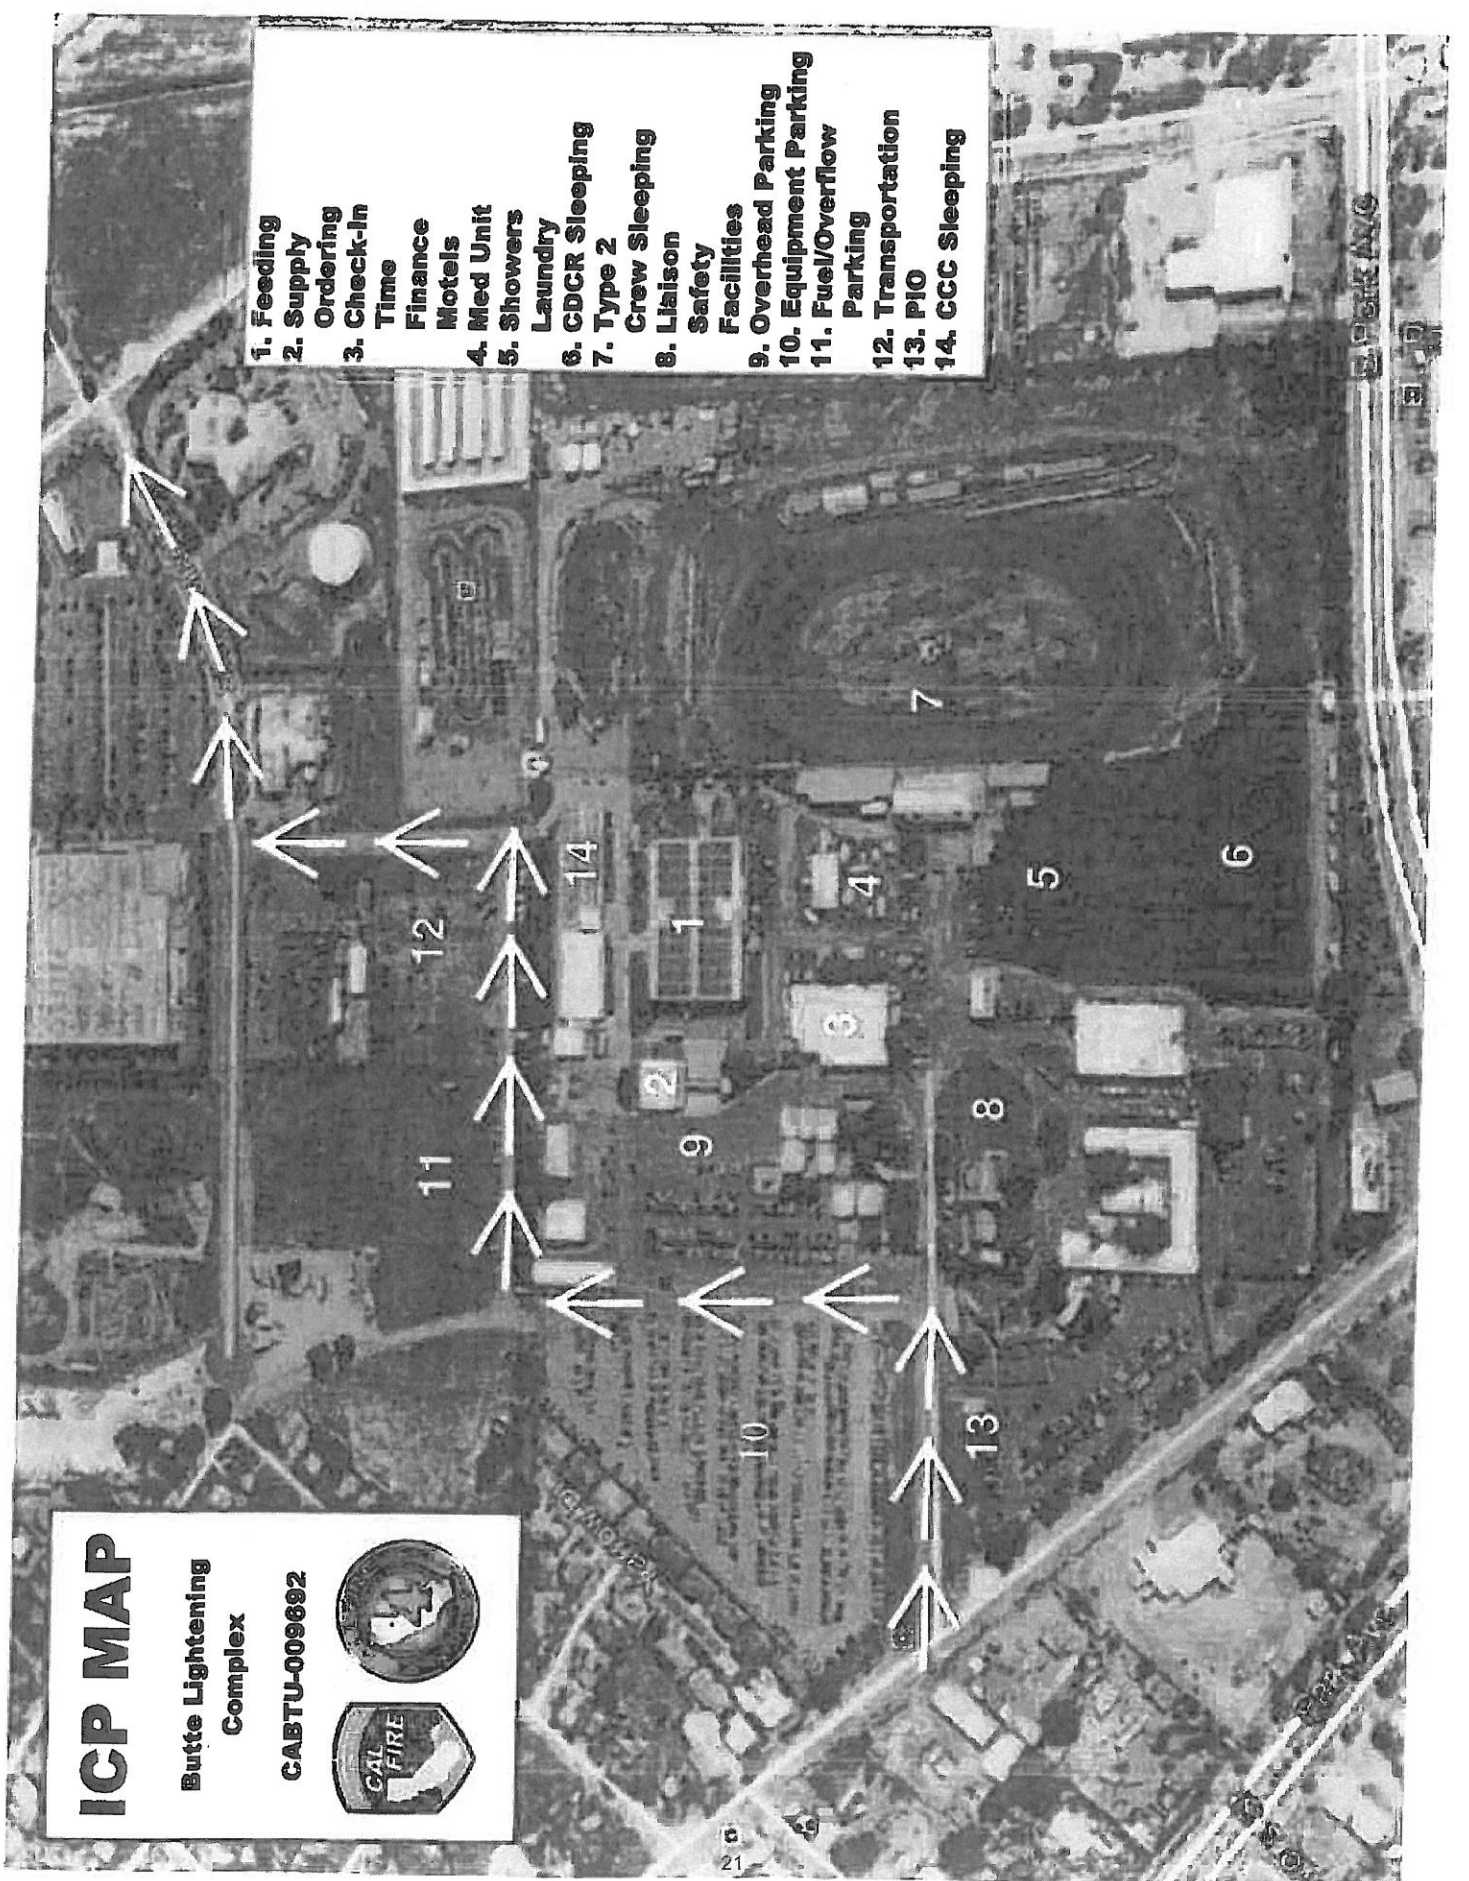 ICP MAP
Butte Lightening
Complex
CABTU-009692
CAL
FIRE
1. Feeding
2. Supply
Ordering
3. Check-In
Time
Finance
Motels
4. Med Unit
5. Showers
Laundry
6. CDCR Sleeping
7. Type 2
Crew Sleeping
8. Liaison
Safety
Facilities
9. Overhead Parking
10. Equipment Parking
11. Fuel/Overflow
Parking
12. Transportation
13. PIO
14. CCC Sleeping
11
12
14
2
1
9
3
4
7
10
13
8
5
6
21